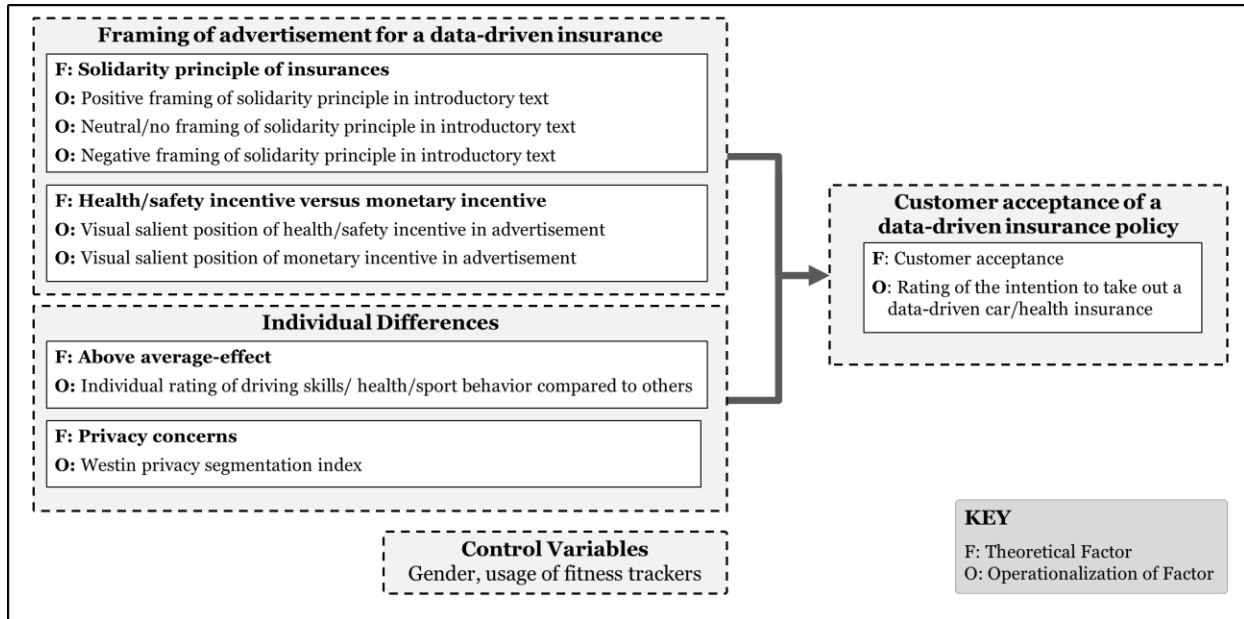 Framing of advertisement for a data-driven insurance
F: Solidarity principle of insurances
O: Positive framing of solidarity principle in introductory text
O: Neutral/no framing of solidarity principle in introductory text
O: Negative framing of solidarity principle in introductory text
F: Health/safety incentive versus monetary incentive
O: Visual salient position of health/safety incentive in advertisement
O: Visual salient position of monetary incentive in advertisement
Individual Differences
F: Above average-effect
O: Individual rating of driving skills/ health/sport behavior compared to others
F: Privacy concerns
O: Westin privacy segmentation index
Control Variables
Gender, usage of fitness trackers
Customer acceptance of a
data-driven insurance policy
F: Customer acceptance
O: Rating of the intention to take out a
data-driven car/health insurance
KEY
F: Theoretical Factor
O: Operationalization of Factor